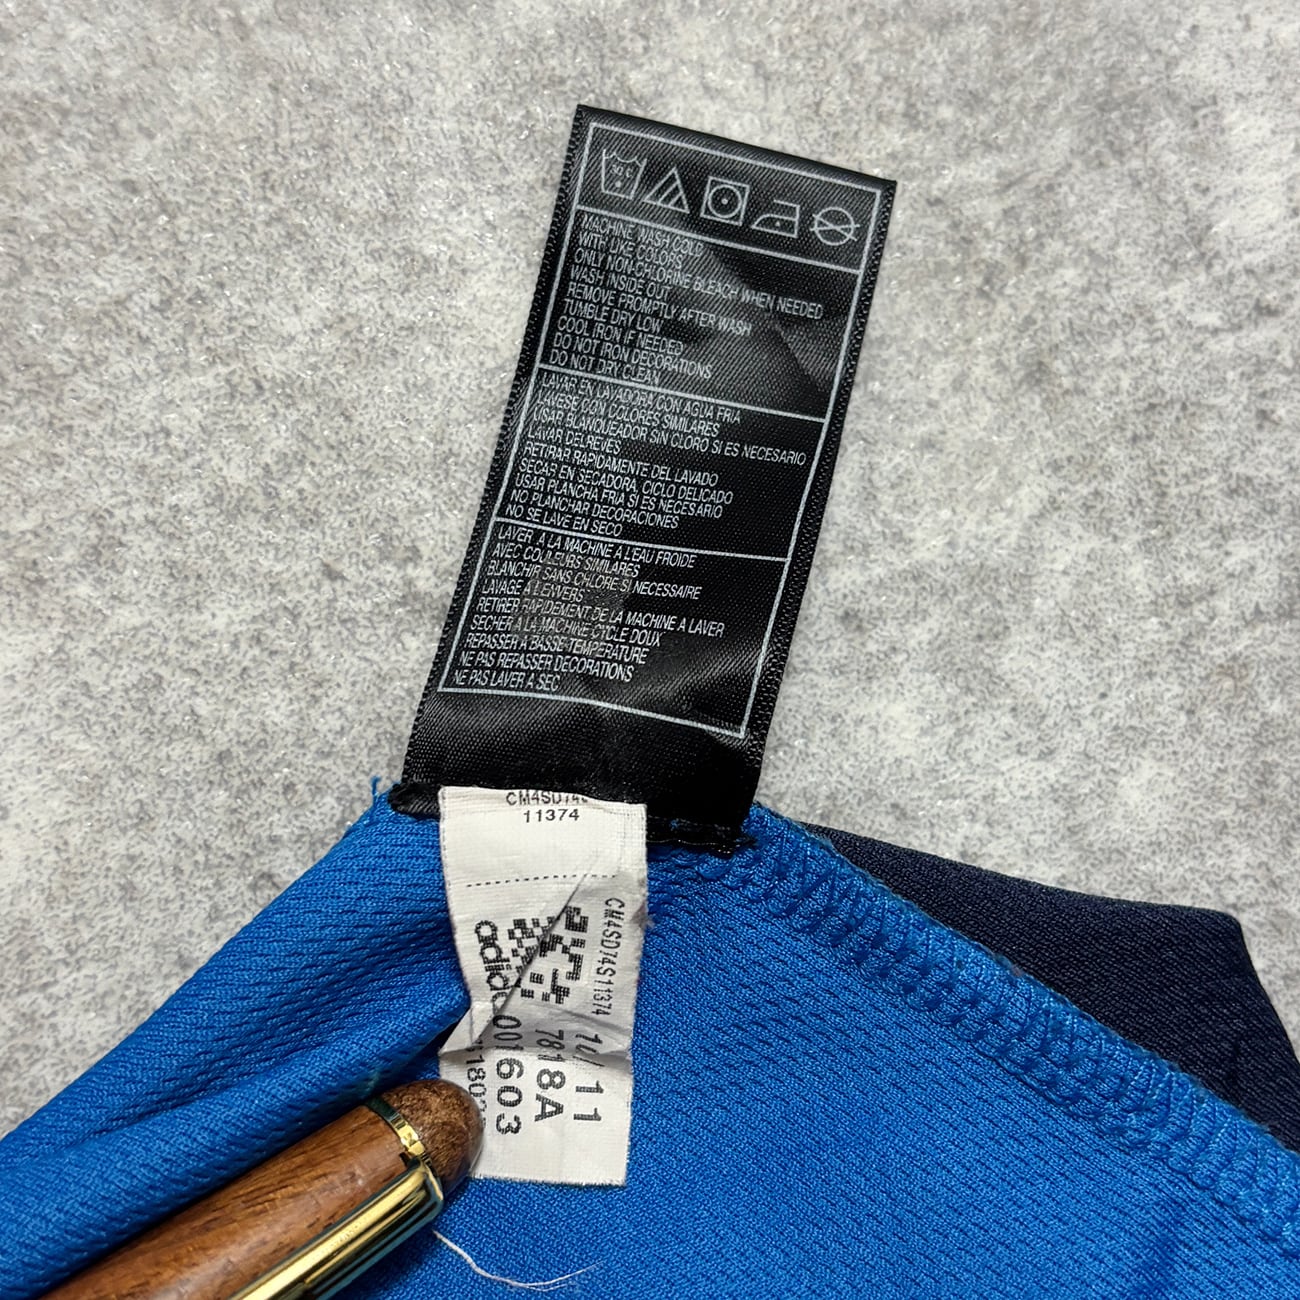 MACHINE WASH COLD
WITH LIKE COLORS
ONLY NON-CHLORINE BLEACH WHEN NEEDED
WASH INSIDE OUT
REMOVE PROMPTLY AFTER WASH
TUMBLE DRY LOW
COOL IRON IF NEEDED
DO NOT IRON DECORATIONS
DO NOT DRY CLEAN
LAVAR EN LAVADORA CON AGUA FRIA
LAVESE CON COLORES SIMILARES
USAR BLANQUEADOR SIN CLORO SI ES NECESARIO
LAVAR DEL REVES
RETIRAR RAPIDAMENTE DEL LAVADO
SECAR EN SECADORA, CICLO DELICADO
USAR PLANCHA FRIA SI ES NECESARIO
NO PLANCHAR DECORACIONES
NO SE LAVE EN SECO
LAVER A LA MACHINE A L'EAU FROIDE
AVEC COULEURS SIMILAIRES
BLANCHIR SANS CHLORE SI NECESSAIRE
LAVAGE A L'ENVERS
RETIRER RAPIDEMENT DE LA MACHINE A LAVER
SECHER A LA MACHINE CYCLE DOUX
REPASSER A BASSE TEMPERATURE
NE PAS REPASSER DECORATIONS
NE PAS LAVER A SEC
11374
CM4SD74S11374
10/11
7818A
001603